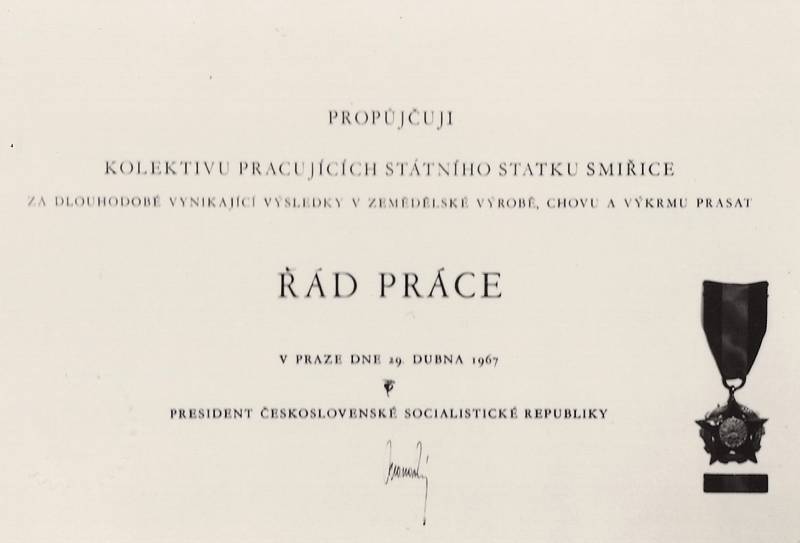 PROPŮJČUJI
KOLEKTIVU PRACUJÍCÍCH STÁTNÍHO STATKU SMIŘICE
ZA DLOUHODOBÉ VYNIKAJÍCÍ VÝSLEDKY V ZEMĚDĚLSKÉ VÝROBĚ, CHOVU A VÝKRMU PRASAT
ŘÁD PRÁCE
V PRAZE DNE 29. DUBNA 1967
PRESIDENT ČESKOSLOVENSKÉ SOCIALISTICKÉ REPUBLIKY